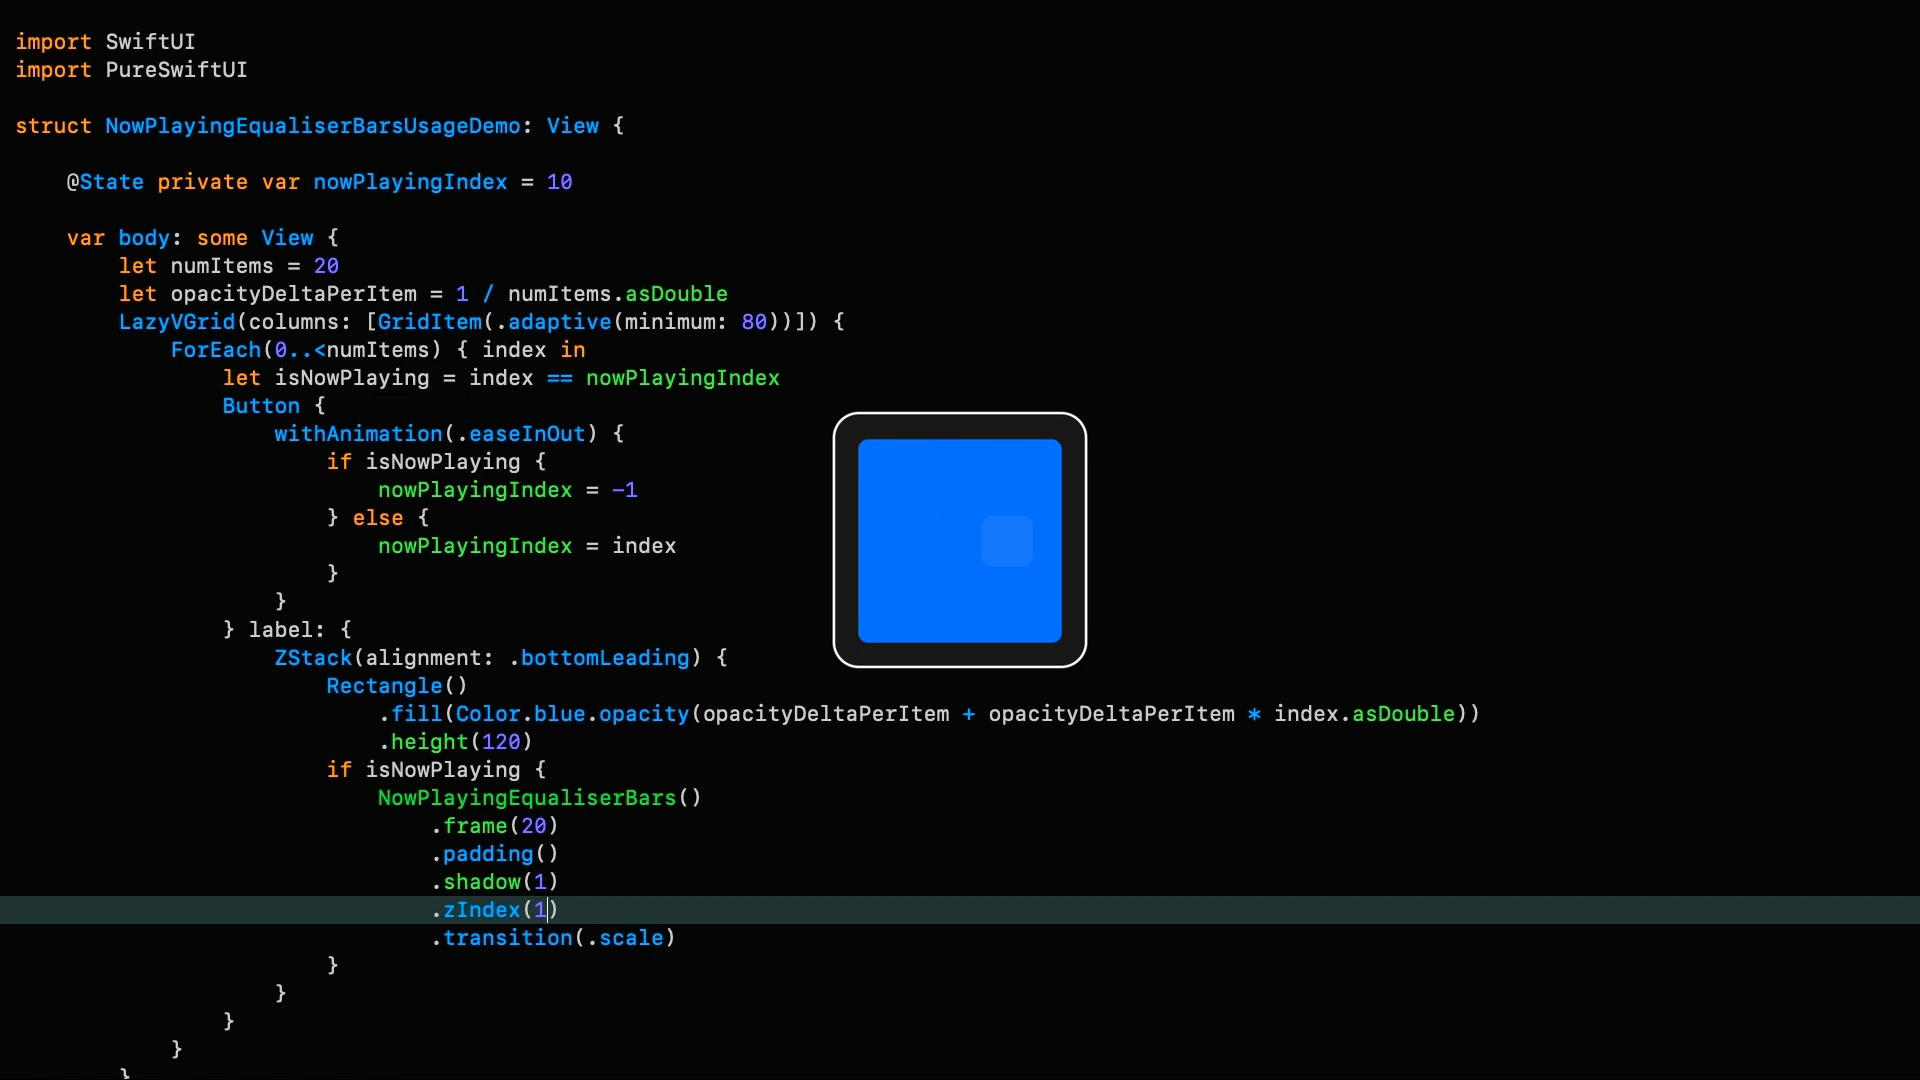 import SwiftUI
import PureSwiftUI
struct NowPlayingEqualiserBarsUsageDemo: View {
@State private var nowPlayingIndex = 10
var body: some View {
let numItems = 20
let opacityDeltaPerItem = 1 / numItems.asDouble
LazyVGrid(columns: [GridItem(.adaptive(minimum: 80))]) {
ForEach(0..<numItems) { index in
let isNowPlaying = index == nowPlayingIndex
Button {
withAnimation(.easeInOut) {
if isNowPlaying {
nowPlayingIndex = -1
} else {
nowPlayingIndex = index
}
}
} label: {
ZStack(alignment: .bottomLeading) {
Rectangle()
.fill(Color.blue.opacity(opacityDeltaPerItem + opacityDeltaPerItem * index.asDouble))
.height(120)
if isNowPlaying {
NowPlayingEqualiserBars()
.frame(20)
.padding()
.shadow(1)
.zIndex(1)
.transition(.scale)
}
}
}
}
}